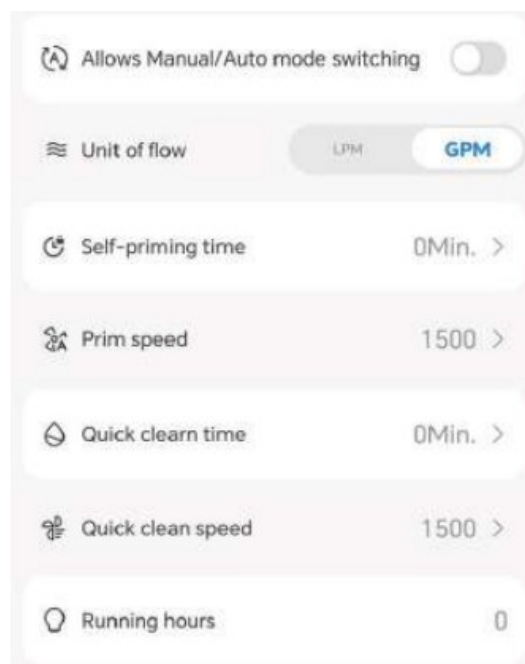 Allows Manual/Auto mode switching
Unit of flow LPM GPM
Self-priming time 0Min. >
Prim speed 1500 >
Quick clearn time 0Min. >
Quick clean speed 1500 >
Running hours 0